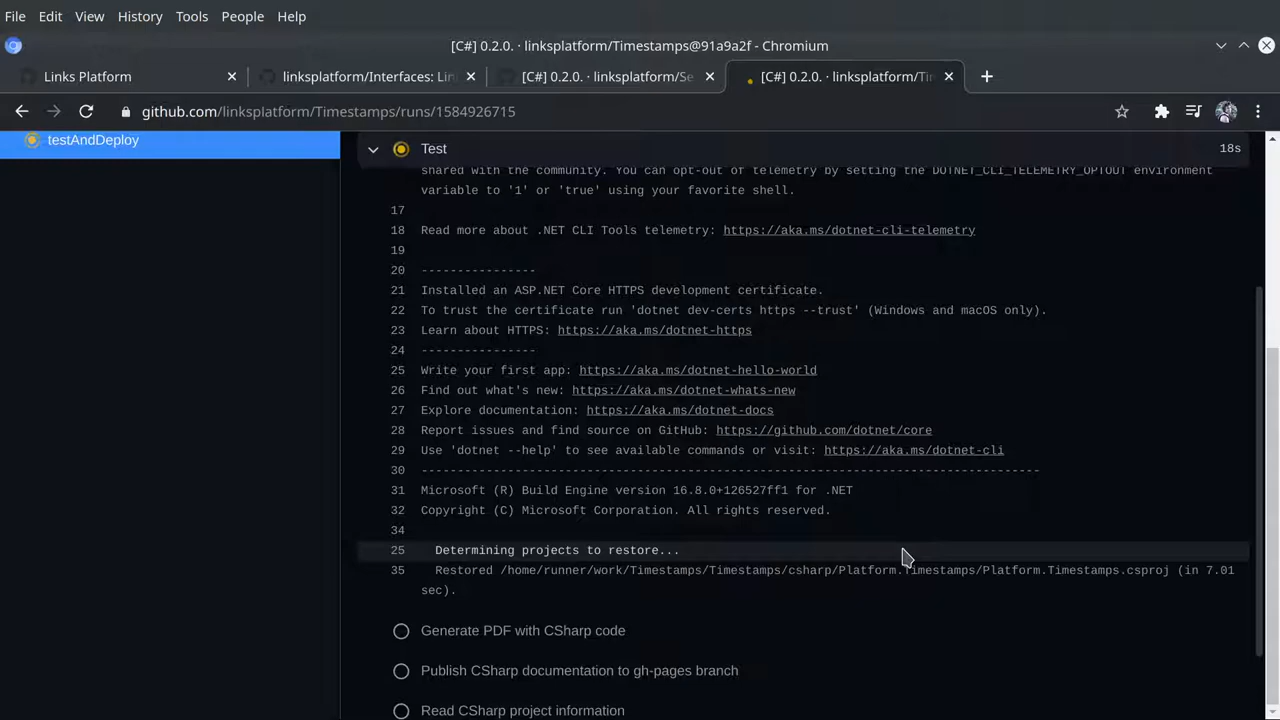 File Edit View History Tools People Help
[C#] 0.2.0. · linksplatform/Timestamps@91a9a2f - Chromium
Links Platform
linksplatform/Interfaces: Lin
[C#] 0.2.0. · linksplatform/Se
[C#] 0.2.0. · linksplatform/Tim
github.com/linksplatform/Timestamps/runs/1584926715
testAndDeploy
Test 18s
shared with the community. You can opt-out of telemetry by setting the DOTNET_CLI_TELEMETRY_OPTOUT environment
variable to '1' or 'true' using your favorite shell.
17
18 Read more about .NET CLI Tools telemetry: https://aka.ms/dotnet-cli-telemetry
19
20 ----------------
21 Installed an ASP.NET Core HTTPS development certificate.
22 To trust the certificate run 'dotnet dev-certs https --trust' (Windows and macOS only).
23 Learn about HTTPS: https://aka.ms/dotnet-https
24 ----------------
25 Write your first app: https://aka.ms/dotnet-hello-world
26 Find out what's new: https://aka.ms/dotnet-whats-new
27 Explore documentation: https://aka.ms/dotnet-docs
28 Report issues and find source on GitHub: https://github.com/dotnet/core
29 Use 'dotnet --help' to see available commands or visit: https://aka.ms/dotnet-cli
30 --------------------------------------------------------------------------------------
31 Microsoft (R) Build Engine version 16.8.0+126527ff1 for .NET
32 Copyright (C) Microsoft Corporation. All rights reserved.
34
25 Determining projects to restore...
35 Restored /home/runner/work/Timestamps/Timestamps/csharp/Platform.Timestamps/Platform.Timestamps.csproj (in 7.01
sec).
Generate PDF with CSharp code
Publish CSharp documentation to gh-pages branch
Read CSharp project information